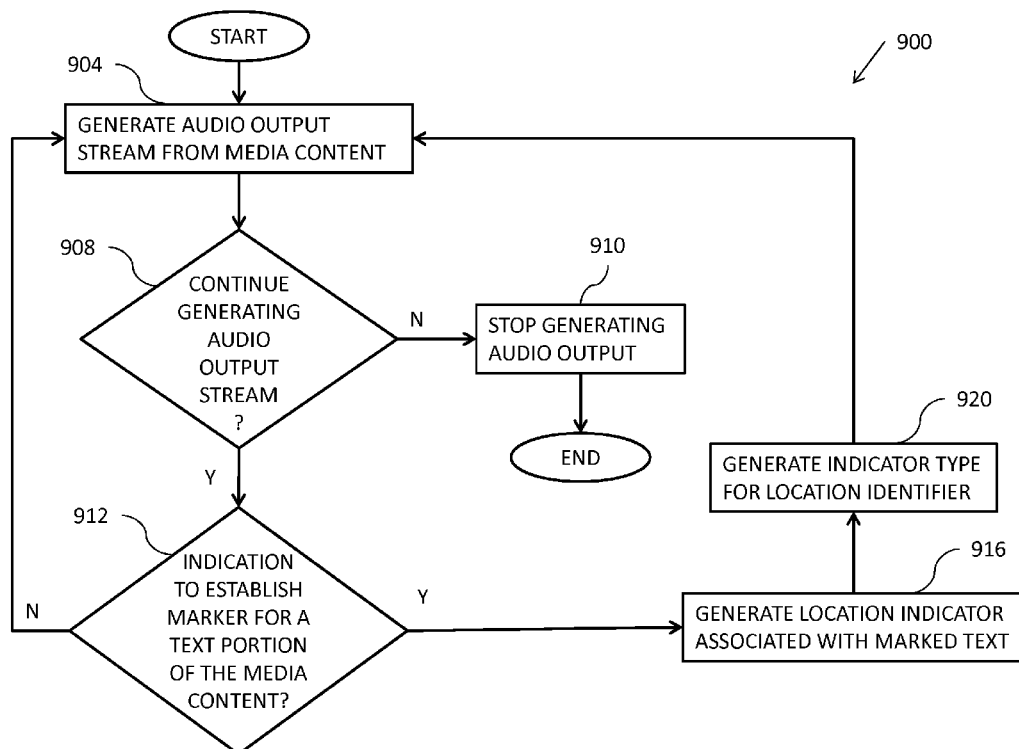 START
900
904
GENERATE AUDIO OUTPUT
STREAM FROM MEDIA CONTENT
908
CONTINUE
GENERATING
AUDIO
OUTPUT
STREAM
?
N
910
STOP GENERATING
AUDIO OUTPUT
END
Y
920
GENERATE INDICATOR TYPE
FOR LOCATION IDENTIFIER
912
INDICATION
TO ESTABLISH
MARKER FOR A
TEXT PORTION
OF THE MEDIA
CONTENT?
N
Y
916
GENERATE LOCATION INDICATOR
ASSOCIATED WITH MARKED TEXT